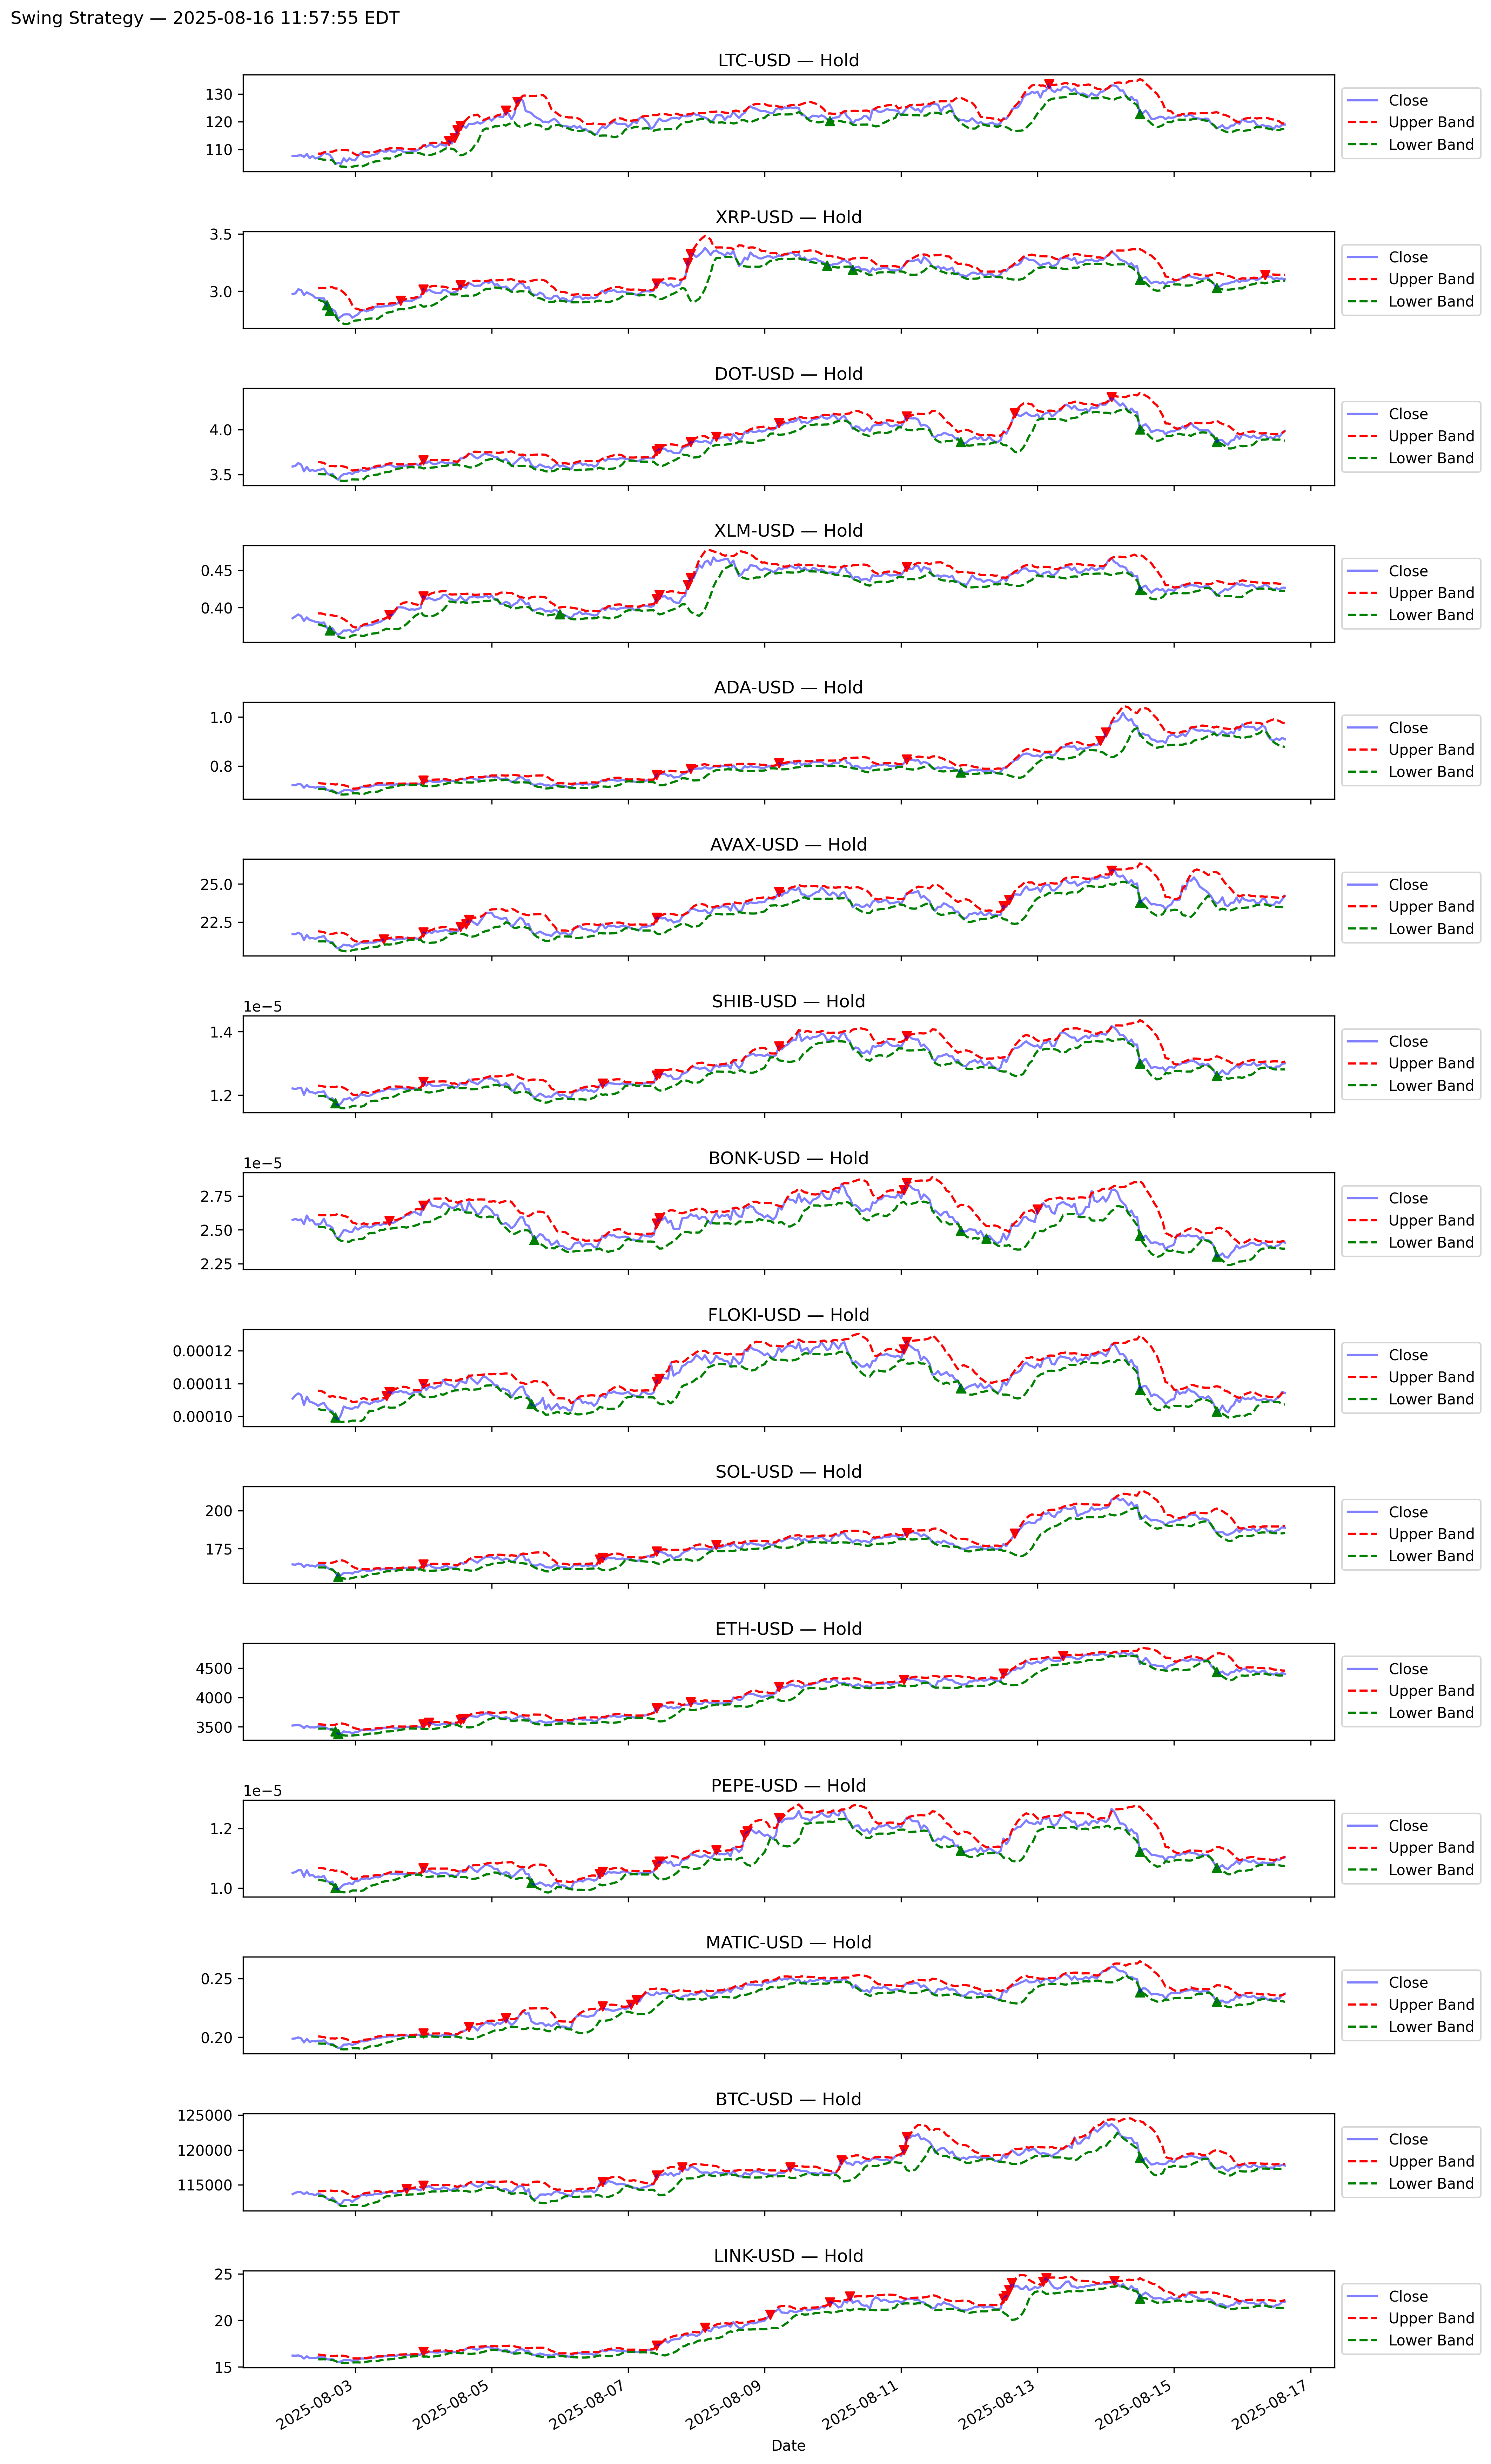 Swing Strategy — 2025-08-16 11:57:55 EDT
LTC-USD — Hold
130
120
110
Close
Upper Band
Lower Band
XRP-USD — Hold
3.5
3.0
Close
Upper Band
Lower Band
DOT-USD — Hold
4.0
3.5
Close
Upper Band
Lower Band
XLM-USD — Hold
0.45
0.40
Close
Upper Band
Lower Band
ADA-USD — Hold
1.0
0.8
Close
Upper Band
Lower Band
AVAX-USD — Hold
25.0
22.5
Close
Upper Band
Lower Band
1e−5
SHIB-USD — Hold
1.4
1.2
Close
Upper Band
Lower Band
1e−5
BONK-USD — Hold
2.75
2.50
2.25
Close
Upper Band
Lower Band
FLOKI-USD — Hold
0.00012
0.00011
0.00010
Close
Upper Band
Lower Band
SOL-USD — Hold
200
175
Close
Upper Band
Lower Band
ETH-USD — Hold
4500
4000
3500
Close
Upper Band
Lower Band
1e−5
PEPE-USD — Hold
1.2
1.0
Close
Upper Band
Lower Band
MATIC-USD — Hold
0.25
0.20
Close
Upper Band
Lower Band
BTC-USD — Hold
125000
120000
115000
Close
Upper Band
Lower Band
LINK-USD — Hold
25
20
15
Close
Upper Band
Lower Band
2025-08-03
2025-08-05
2025-08-07
2025-08-09
2025-08-11
2025-08-13
2025-08-15
2025-08-17
Date